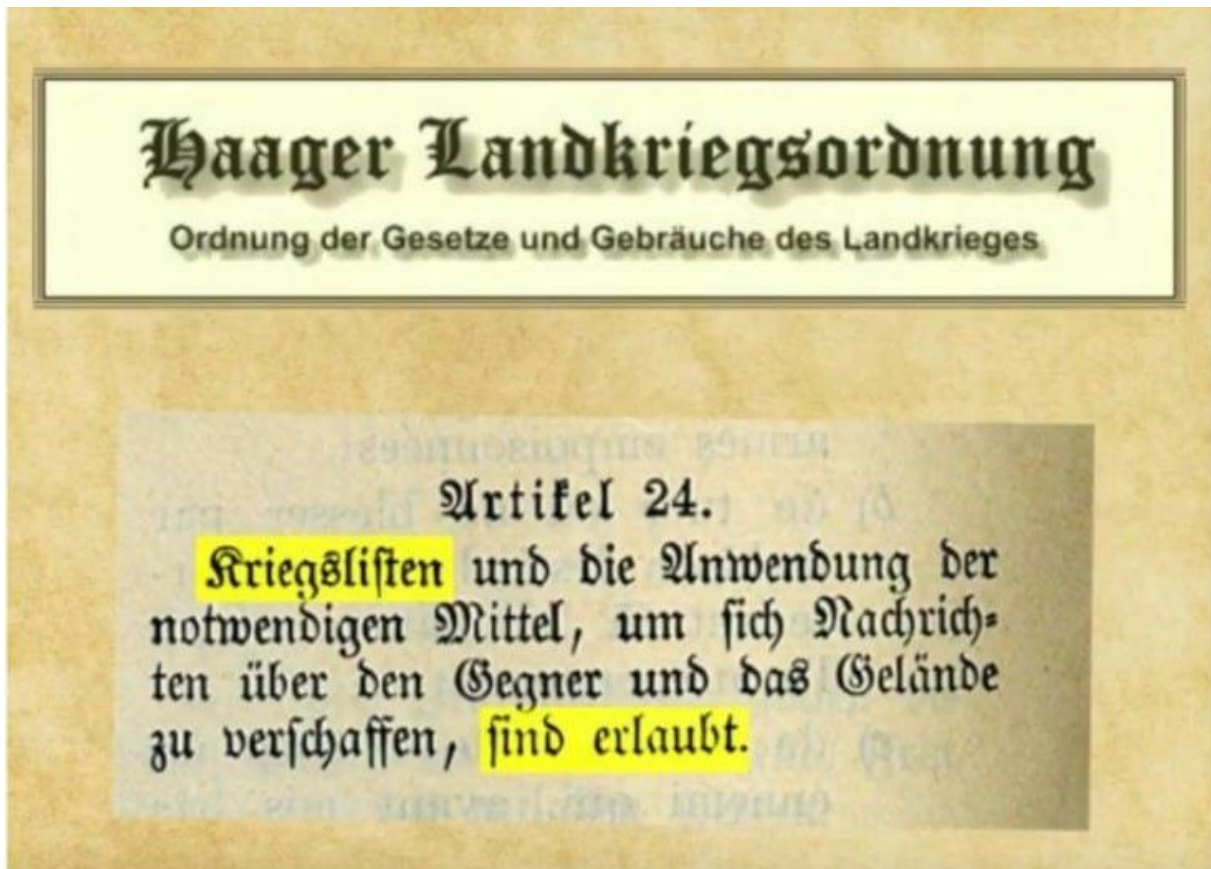 Haager Landkriegsordnung
Ordnung der Gesetze und Gebräuche des Landkrieges
Artikel 24.
Kriegsliſten und die Anwendung der
notwendigen Mittel, um ſich Nachrich⸗
ten über den Gegner und das Gelände
zu verſchaffen, ſind erlaubt.